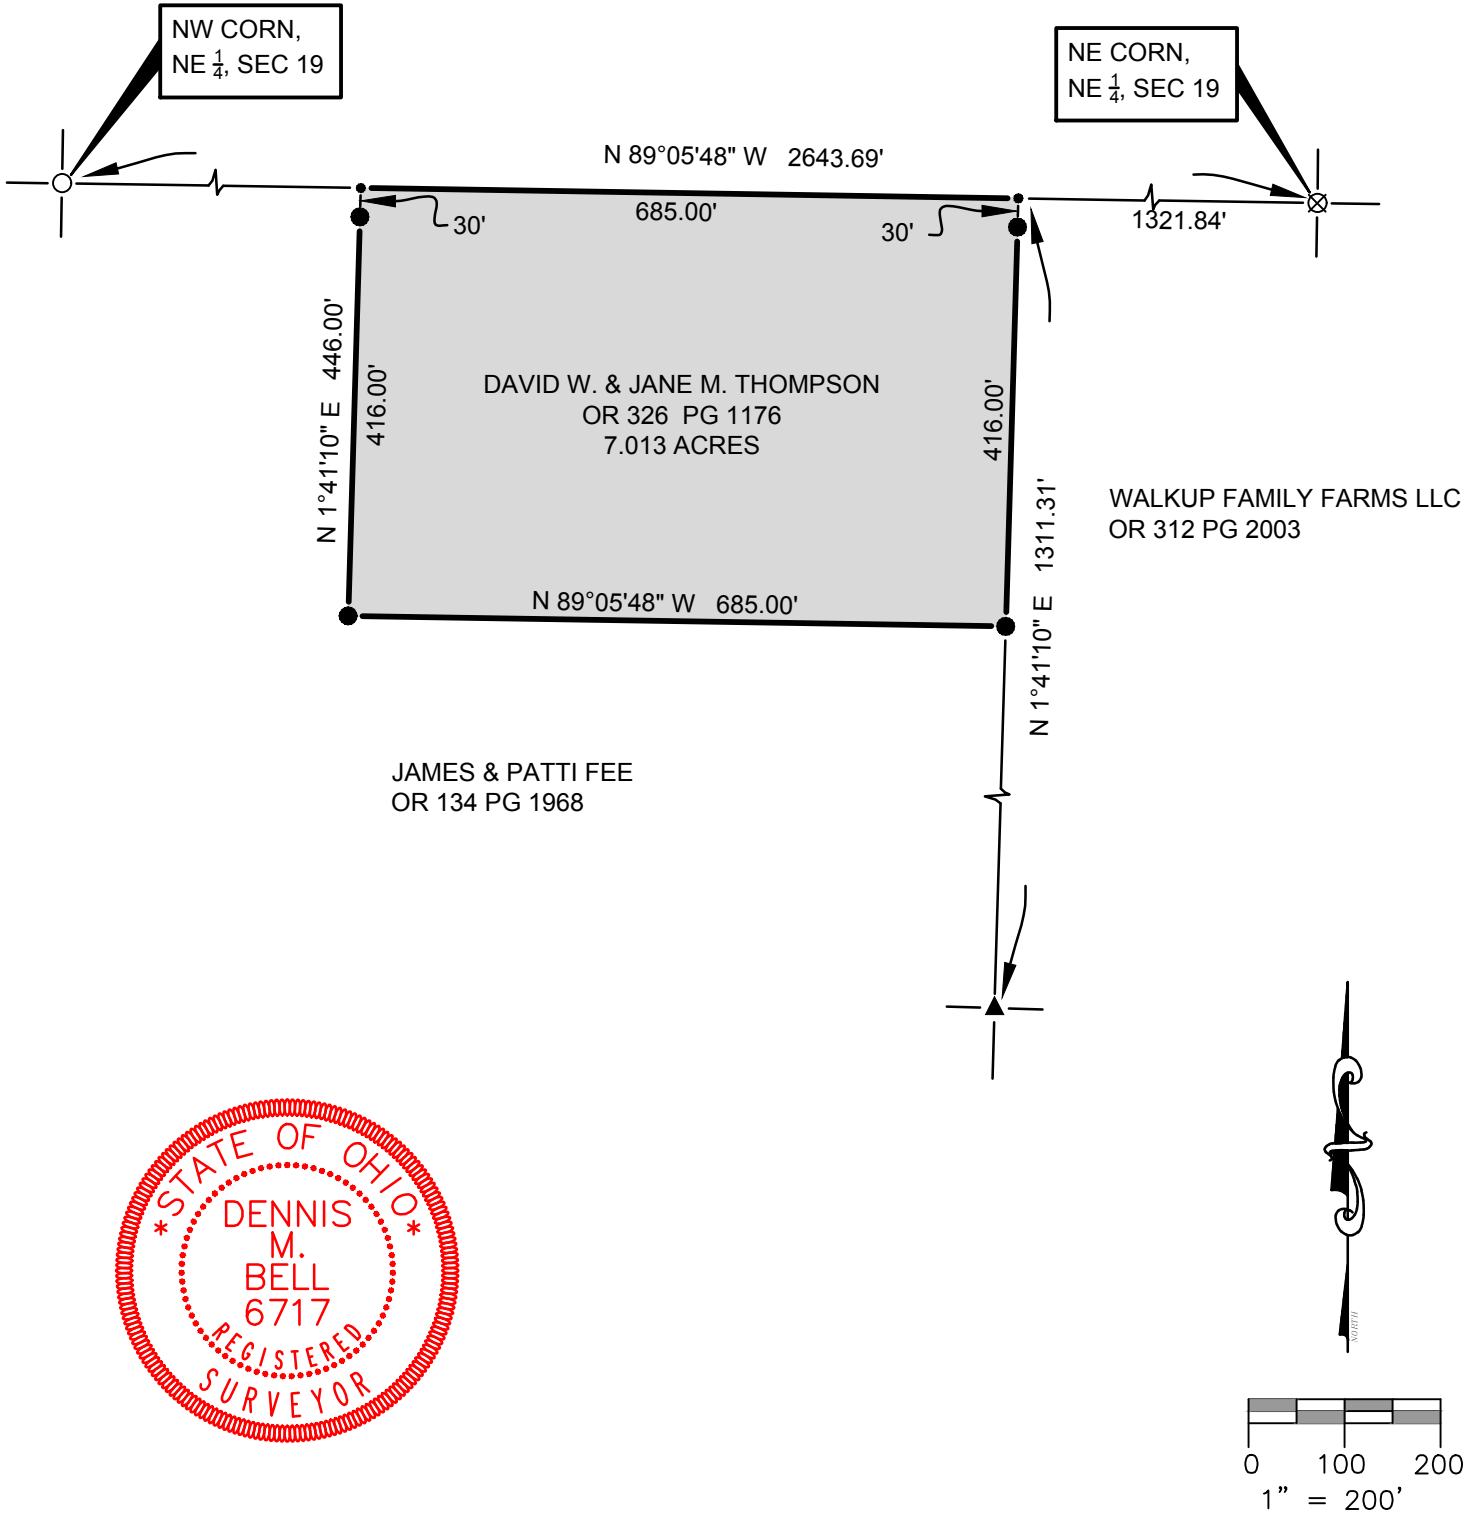 NW CORN,
NE 1/4, SEC 19
NE CORN,
NE 1/4, SEC 19
N 89°05'48" W 2643.69'
685.00'
30'
30'
1321.84'
N 1°41'10" E 446.00'
416.00'
DAVID W. & JANE M. THOMPSON
OR 326 PG 1176
7.013 ACRES
416.00'
N 1°41'10" E 1311.31'
WALKUP FAMILY FARMS LLC
OR 312 PG 2003
N 89°05'48" W 685.00'
JAMES & PATTI FEE
OR 134 PG 1968
*STATE OF OHIO*
DENNIS
M.
BELL
6717
REGISTERED
SURVEYOR
NORTH
0 100 200
1" = 200'